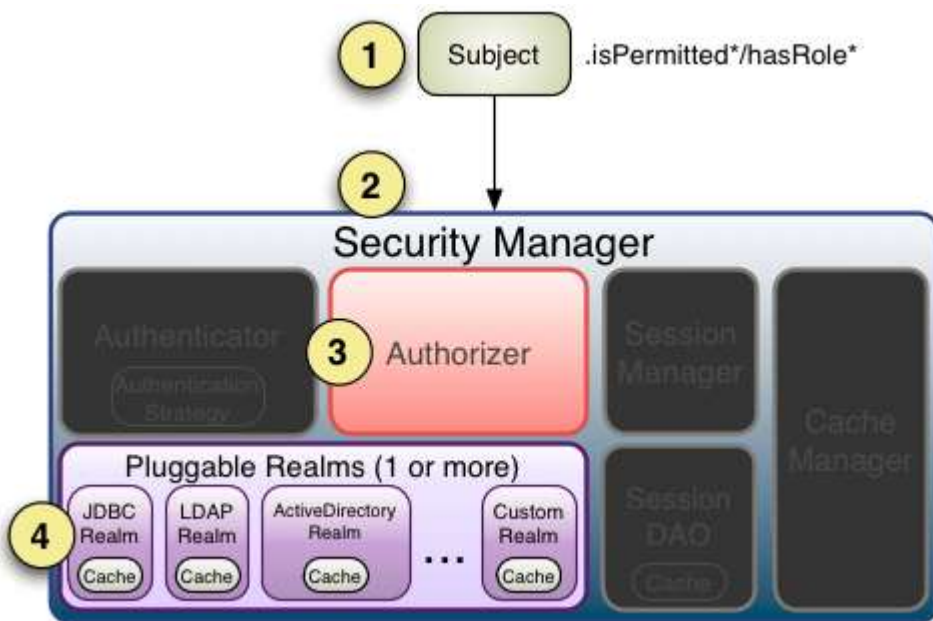 1
Subject
.isPermitted*/hasRole*
2
Security Manager
Authenticator
Authentication
Strategy
3
Authorizer
Session
Manager
Cache
Manager
Pluggable Realms (1 or more)
4
JDBC
Realm
Cache
LDAP
Realm
Cache
ActiveDirectory
Realm
Cache
...
Custom
Realm
Cache
Session
DAO
Cache